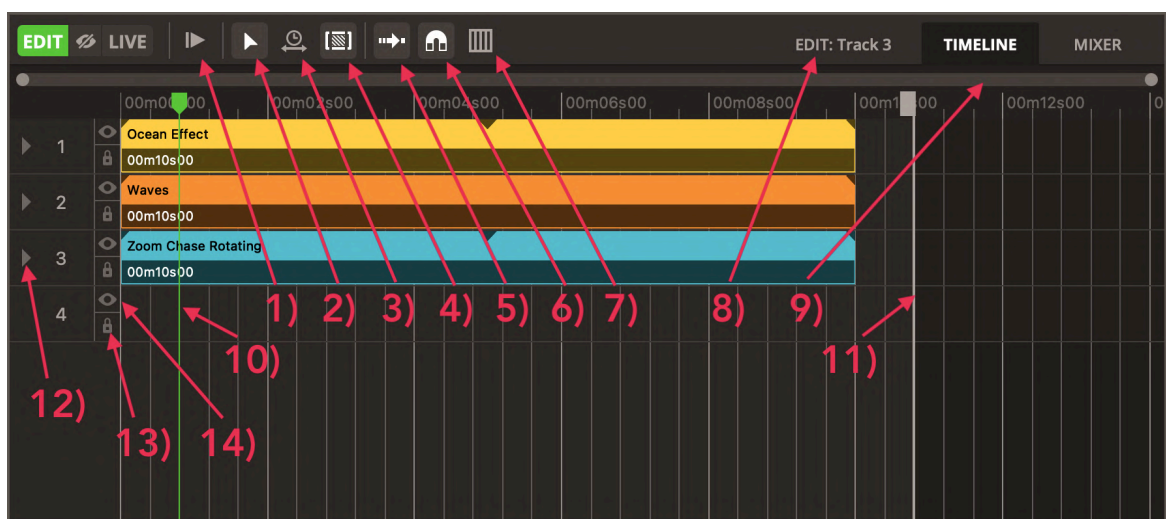 EDIT LIVE EDIT: Track 3 TIMELINE MIXER
00m02s00 00m04s00 00m06s00 00m08s00 00m12s00
1 Ocean Effect
00m10s00
2 Waves
00m10s00
3 Zoom Chase Rotating
00m10s00
4
1) 2) 3) 4) 5) 6) 7) 8) 9)
10) 11)
12)
13) 14)